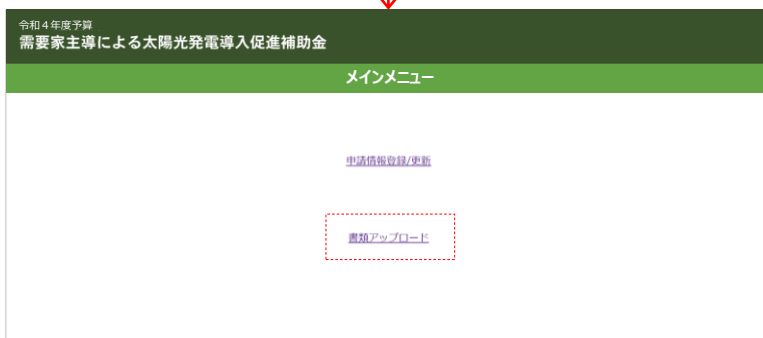 令和４年度予算
需要家主導による太陽光発電導入促進補助金
メインメニュー
申請情報登録/更新
書類アップロード